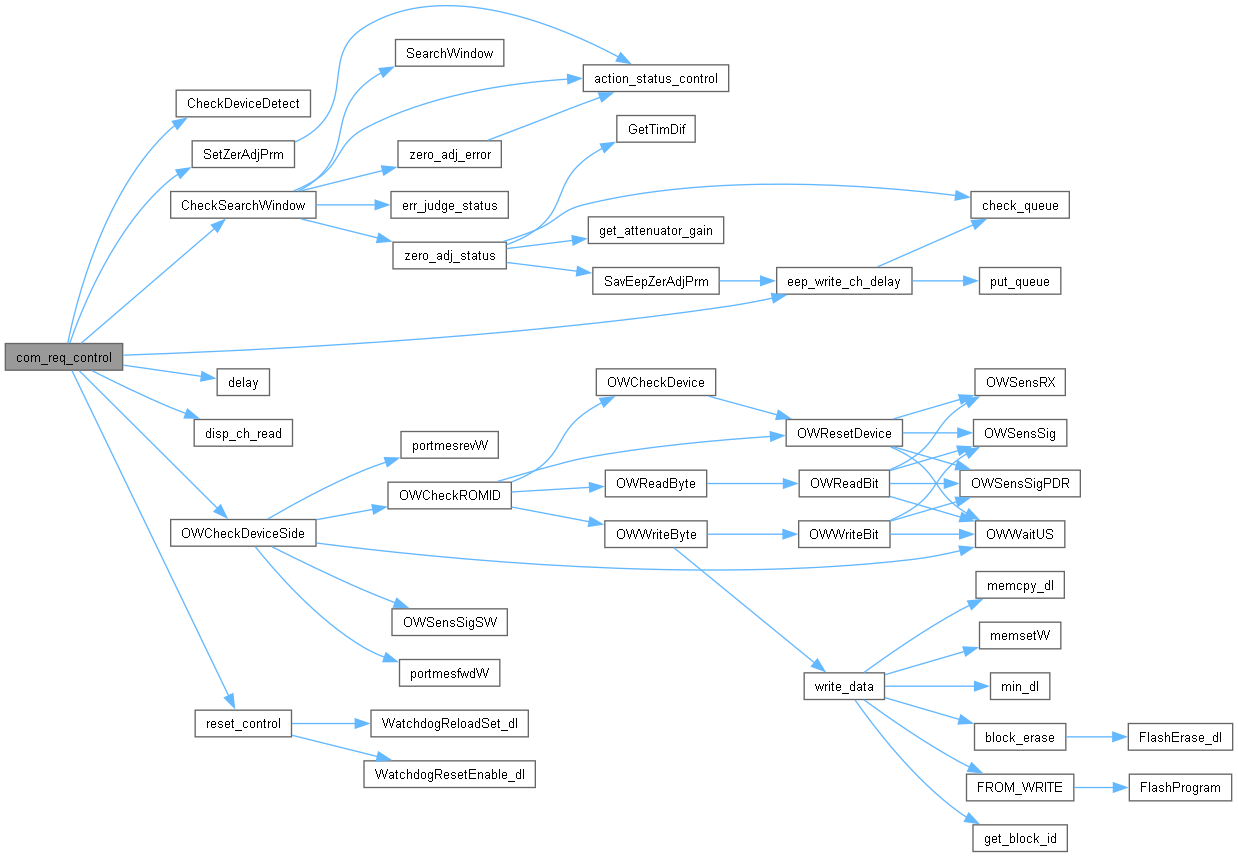 SearchWindow
action_status_control
CheckDeviceDetect
GetTimDif
SetZerAdjPrm
zero_adj_error
CheckSearchWindow
err_judge_status
check_queue
get_attenuator_gain
zero_adj_status
SavEepZerAdjPrm
eep_write_ch_delay
put_queue
com_req_control
delay
OWCheckDevice
OWSensRX
disp_ch_read
OWResetDevice
OWSensSig
portmesrevW
OWCheckROMID
OWReadByte
OWReadBit
OWSensSigPDR
OWCheckDeviceSide
OWWriteByte
OWWriteBit
OWWaitUS
memcpy_dl
OWSensSigSW
memsetW
portmesfwdW
write_data
min_dl
reset_control
WatchdogReloadSet_dl
block_erase
FlashErase_dl
WatchdogResetEnable_dl
FROM_WRITE
FlashProgram
get_block_id